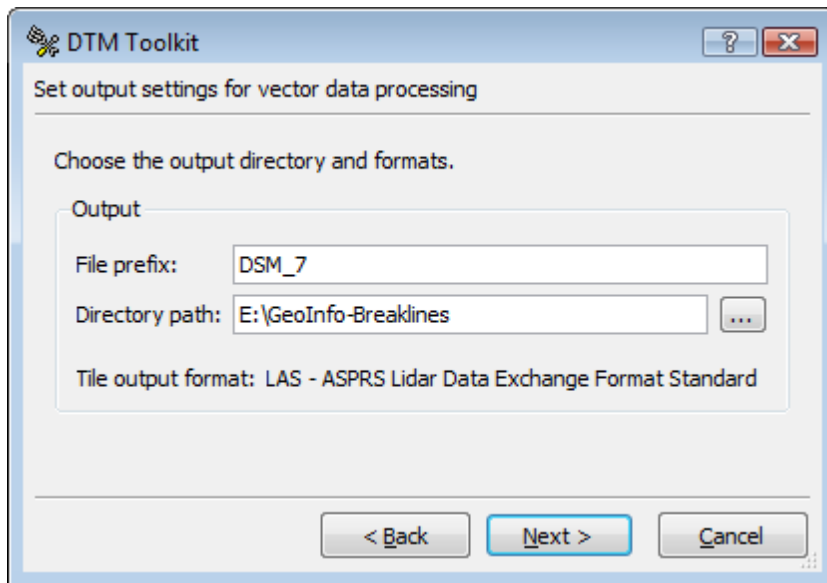 DTM Toolkit
?
Set output settings for vector data processing
Choose the output directory and formats.
Output
File prefix: DSM_7
Directory path: E:\GeoInfo-Breaklines ...
Tile output format: LAS - ASPRS Lidar Data Exchange Format Standard
< Back Next > Cancel